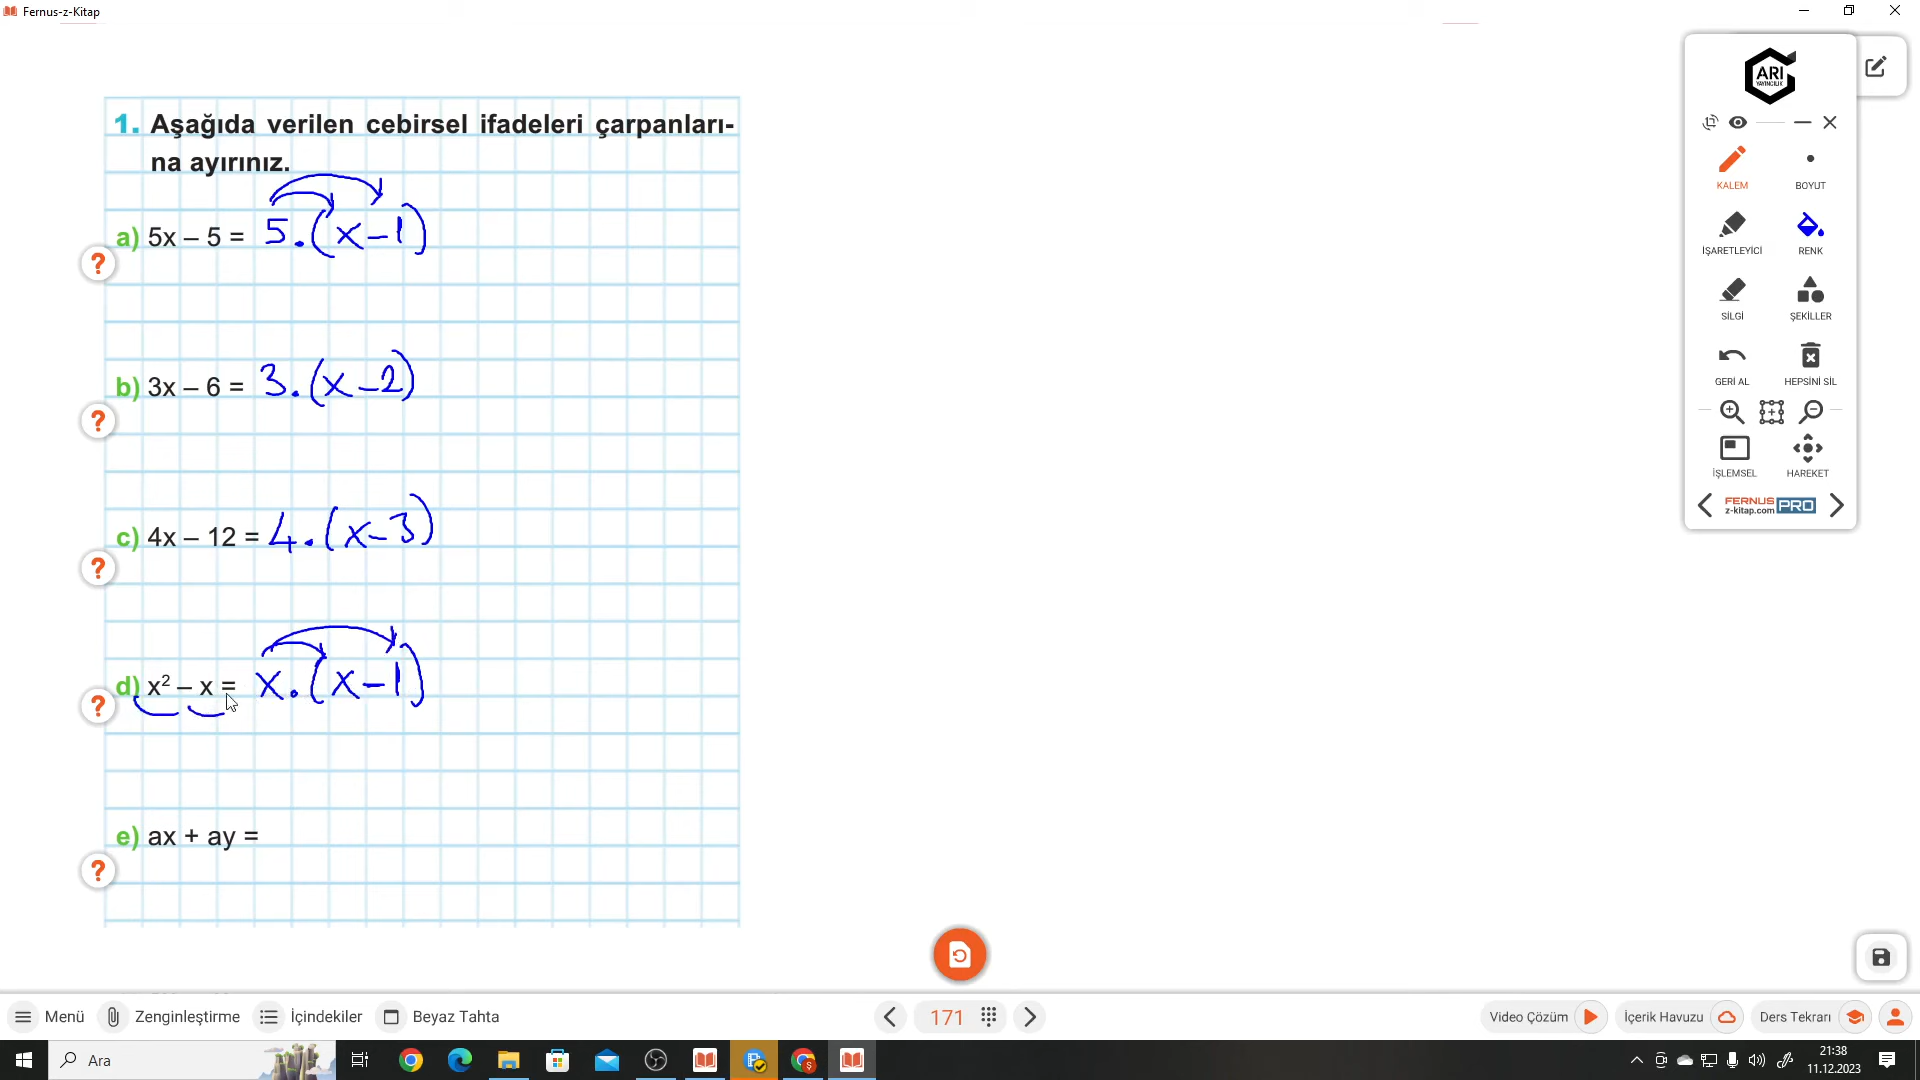 Fernus-z-Kitap
ARI
YAYINCILIK
1. Aşağıda verilen cebirsel ifadeleri çarpanları-
na ayırınız.
a) 5x – 5 = 5.(x-1)
?
b) 3x – 6 = 3.(x-2)
?
c) 4x – 12 = 4.(x-3)
?
d) x² – x = x.(x-1)
?
e) ax + ay =
?
KALEM
BOYUT
İŞARETLEYİCİ
RENK
SİLGİ
ŞEKİLLER
GERİ AL
HEPSİNİ SİL
İŞLEMSEL
HAREKET
FERNUS
z-kitap.com PRO
Menü
Zenginleştirme
İçindekiler
Beyaz Tahta
171
Video Çözüm
İçerik Havuzu
Ders Tekrarı
Ara
21:38
11.12.2023